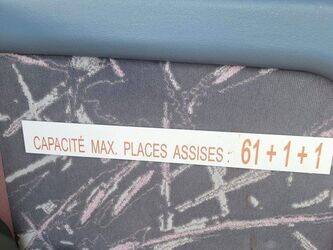 CAPACITÉ MAX. PLACES ASSISES : 61 + 1 + 1